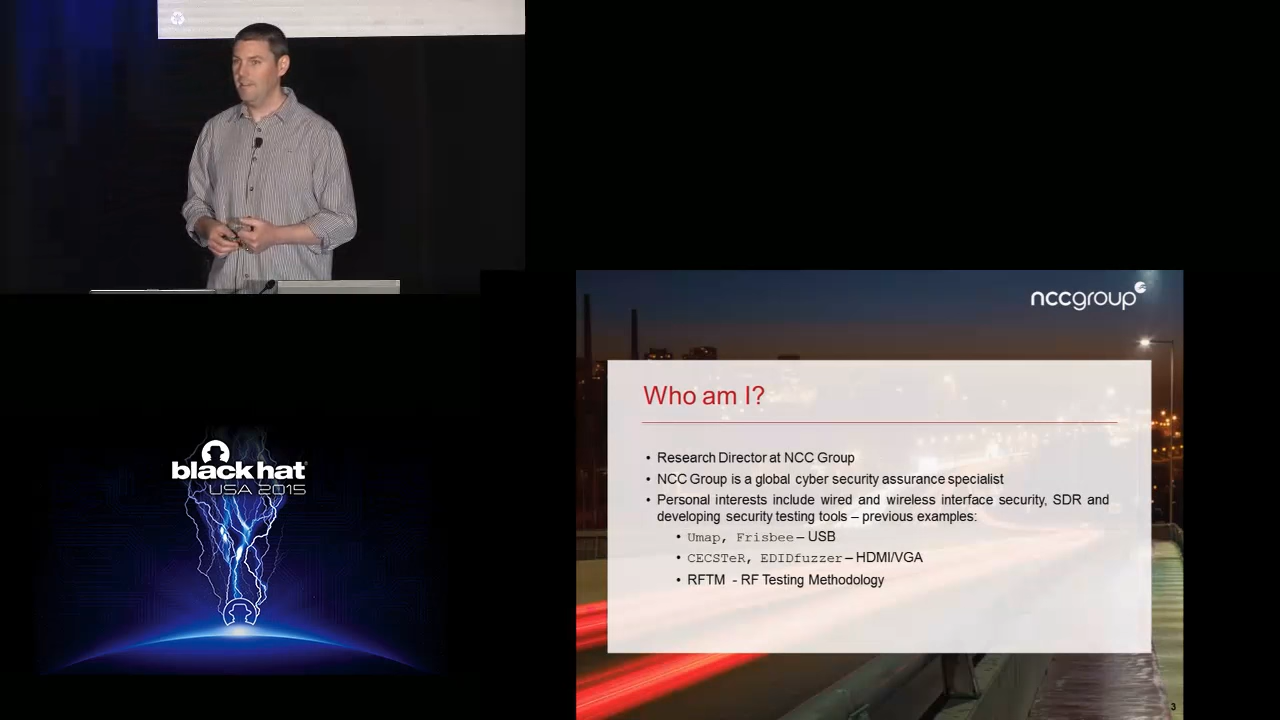 nccgroup
Who am I?
• Research Director at NCC Group
• NCC Group is a global cyber security assurance specialist
• Personal interests include wired and wireless interface security, SDR and
developing security testing tools – previous examples:
• Umap, Frisbee – USB
• CECSTeR, EDIDfuzzer – HDMI/VGA
• RFTM - RF Testing Methodology
3
black hat
USA 2015